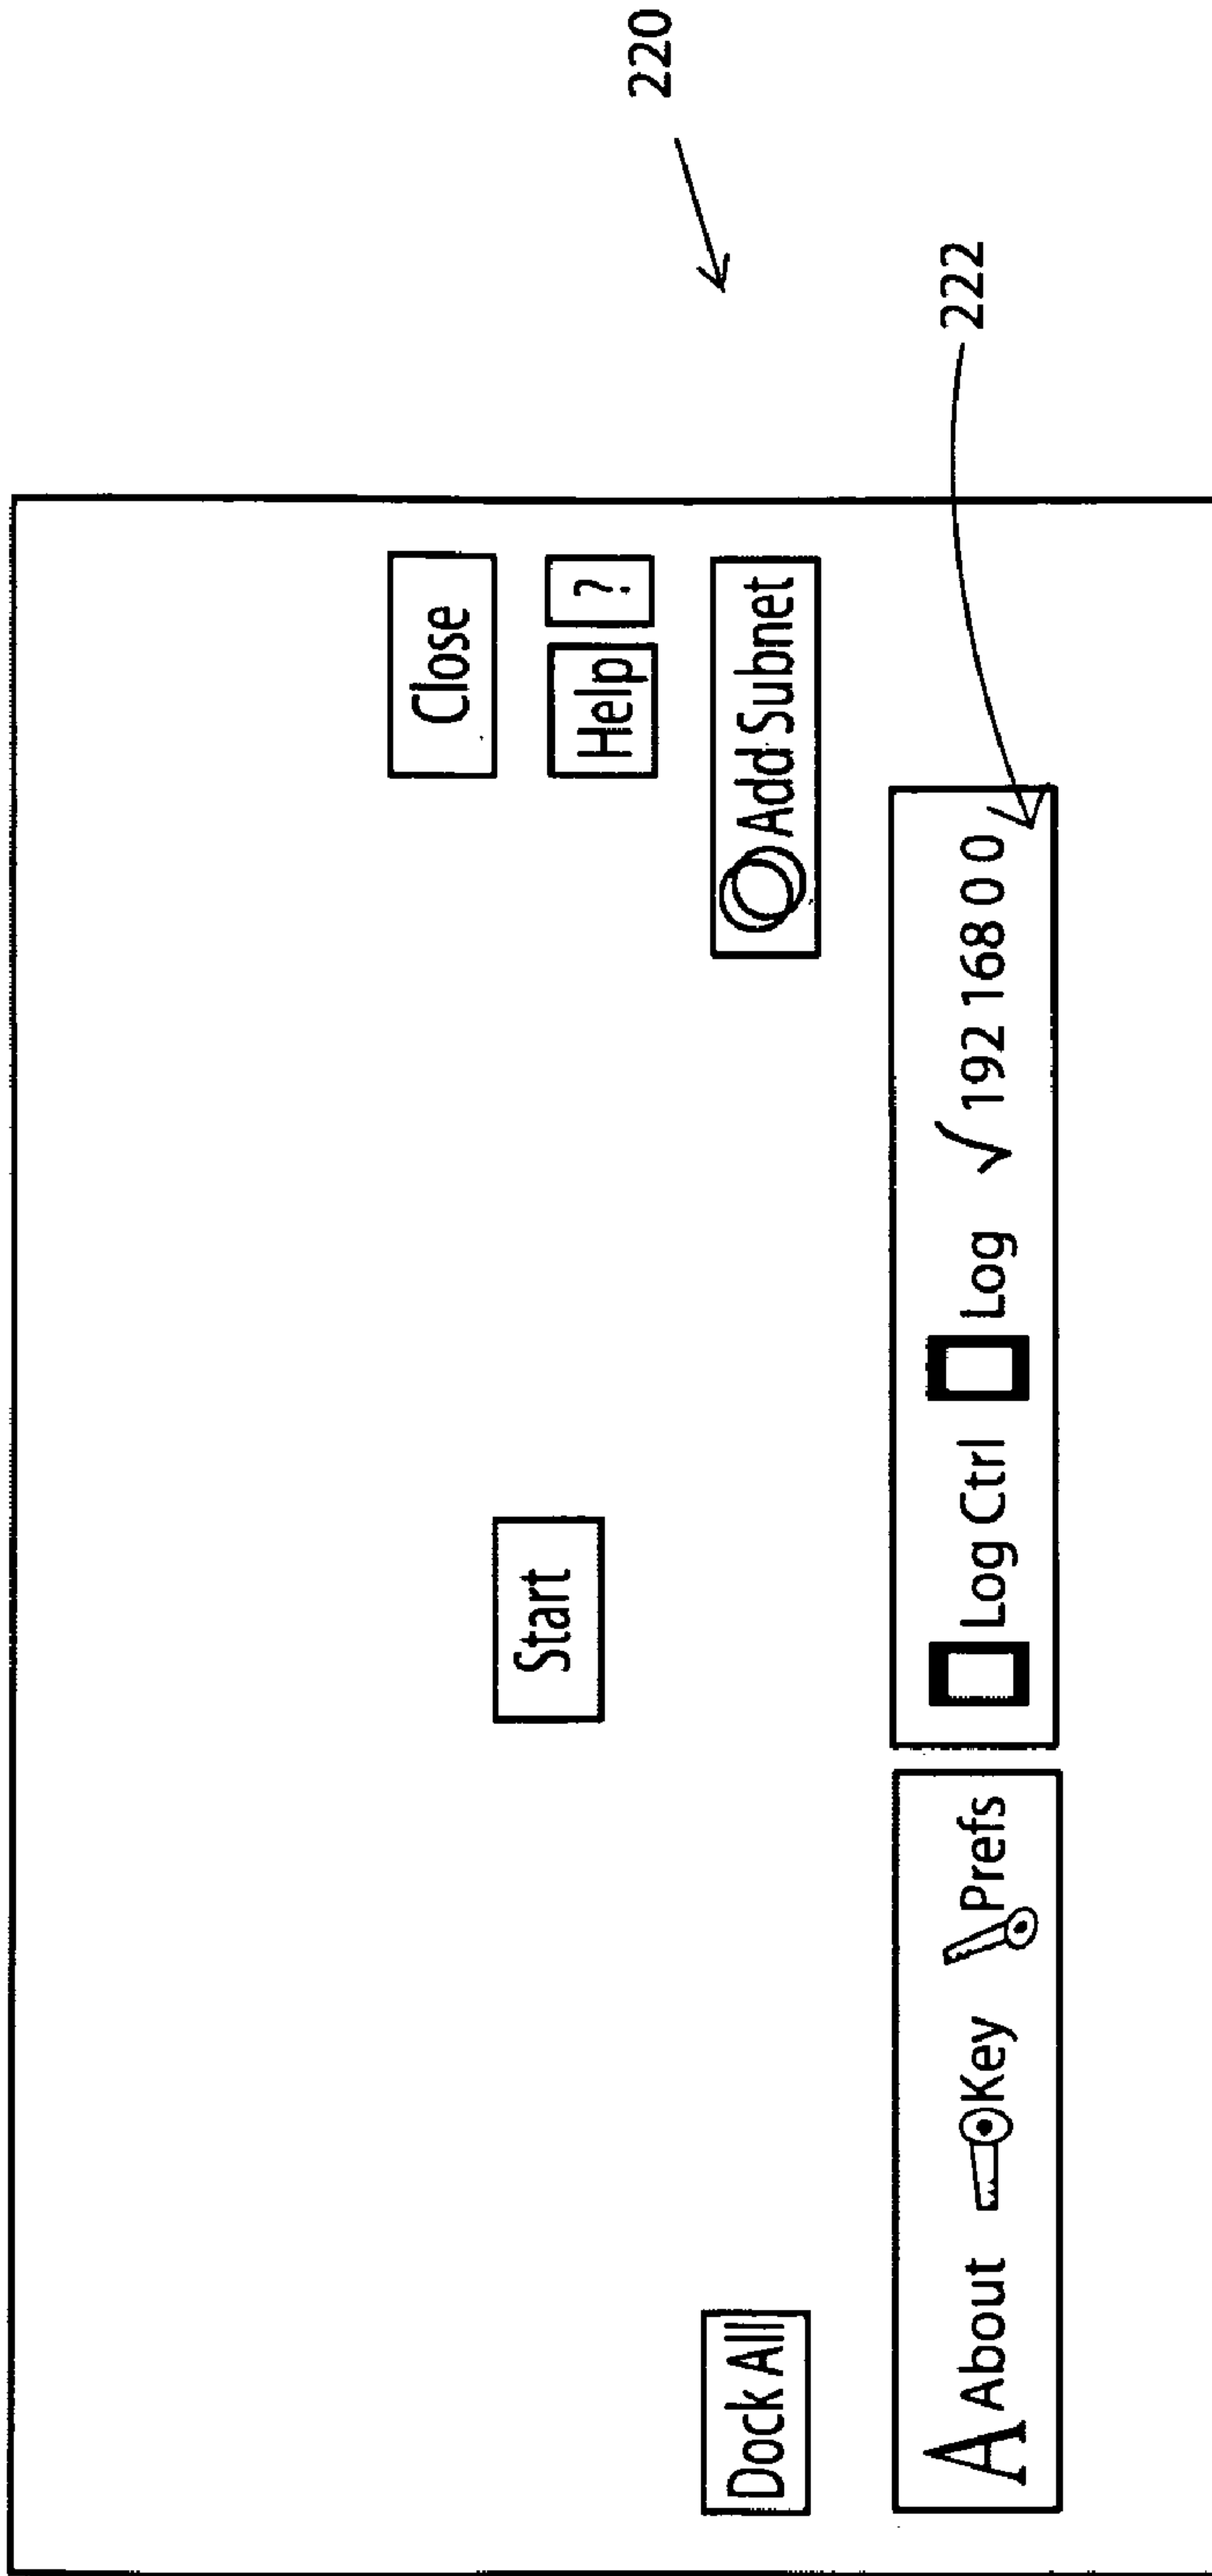 220
Close
Start
Help ?
Dock All
Add Subnet
222
A About Key Prefs
Log Ctrl Log √ 192 168 0 0